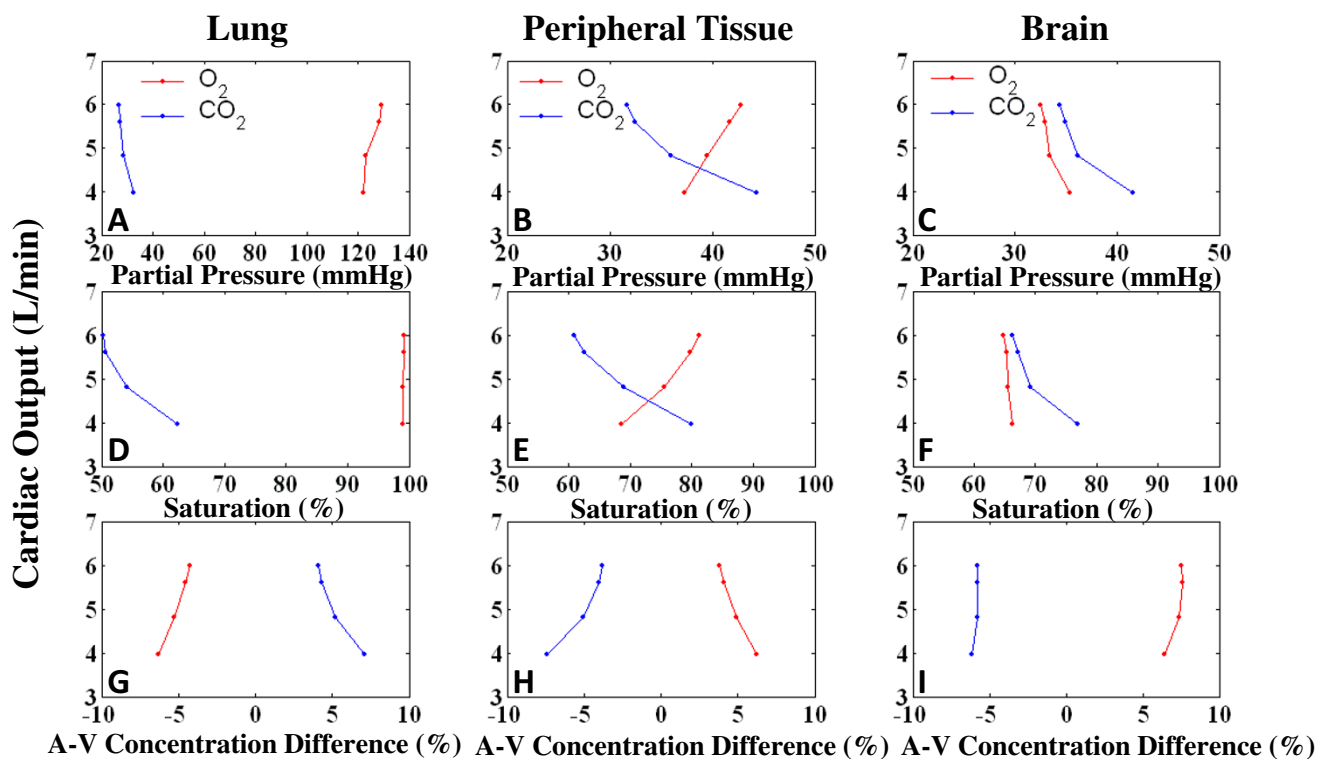 Lung
Peripheral Tissue
Brain
Cardiac Output (L/min)
7
6
5
4
3
O2
CO2
A
20 40 60 80 100 120 140
Partial Pressure (mmHg)
7
6
5
4
3
O2
CO2
B
20 30 40 50
Partial Pressure (mmHg)
7
6
5
4
3
O2
CO2
C
20 30 40 50
Partial Pressure (mmHg)
7
6
5
4
3
D
50 60 70 80 90 100
Saturation (%)
7
6
5
4
3
E
50 60 70 80 90 100
Saturation (%)
7
6
5
4
3
F
50 60 70 80 90 100
Saturation (%)
7
6
5
4
3
G
-10 -5 0 5 10
A-V Concentration Difference (%)
7
6
5
4
3
H
-10 -5 0 5 10
A-V Concentration Difference (%)
7
6
5
4
3
I
-10 -5 0 5 10
A-V Concentration Difference (%)